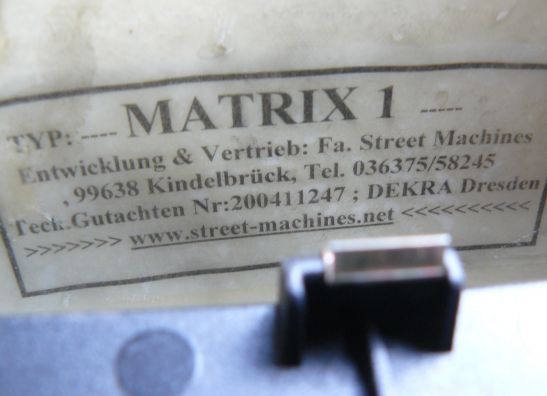 TYP: ---- MATRIX 1 -----
Entwicklung & Vertrieb: Fa. Street Machines
, 99638 Kindelbrück, Tel. 036375/58245
Tech.Gutachten Nr:200411247 ; DEKRA Dresden
>>>>>>> www.street-machines.net <<<<<<<<<<